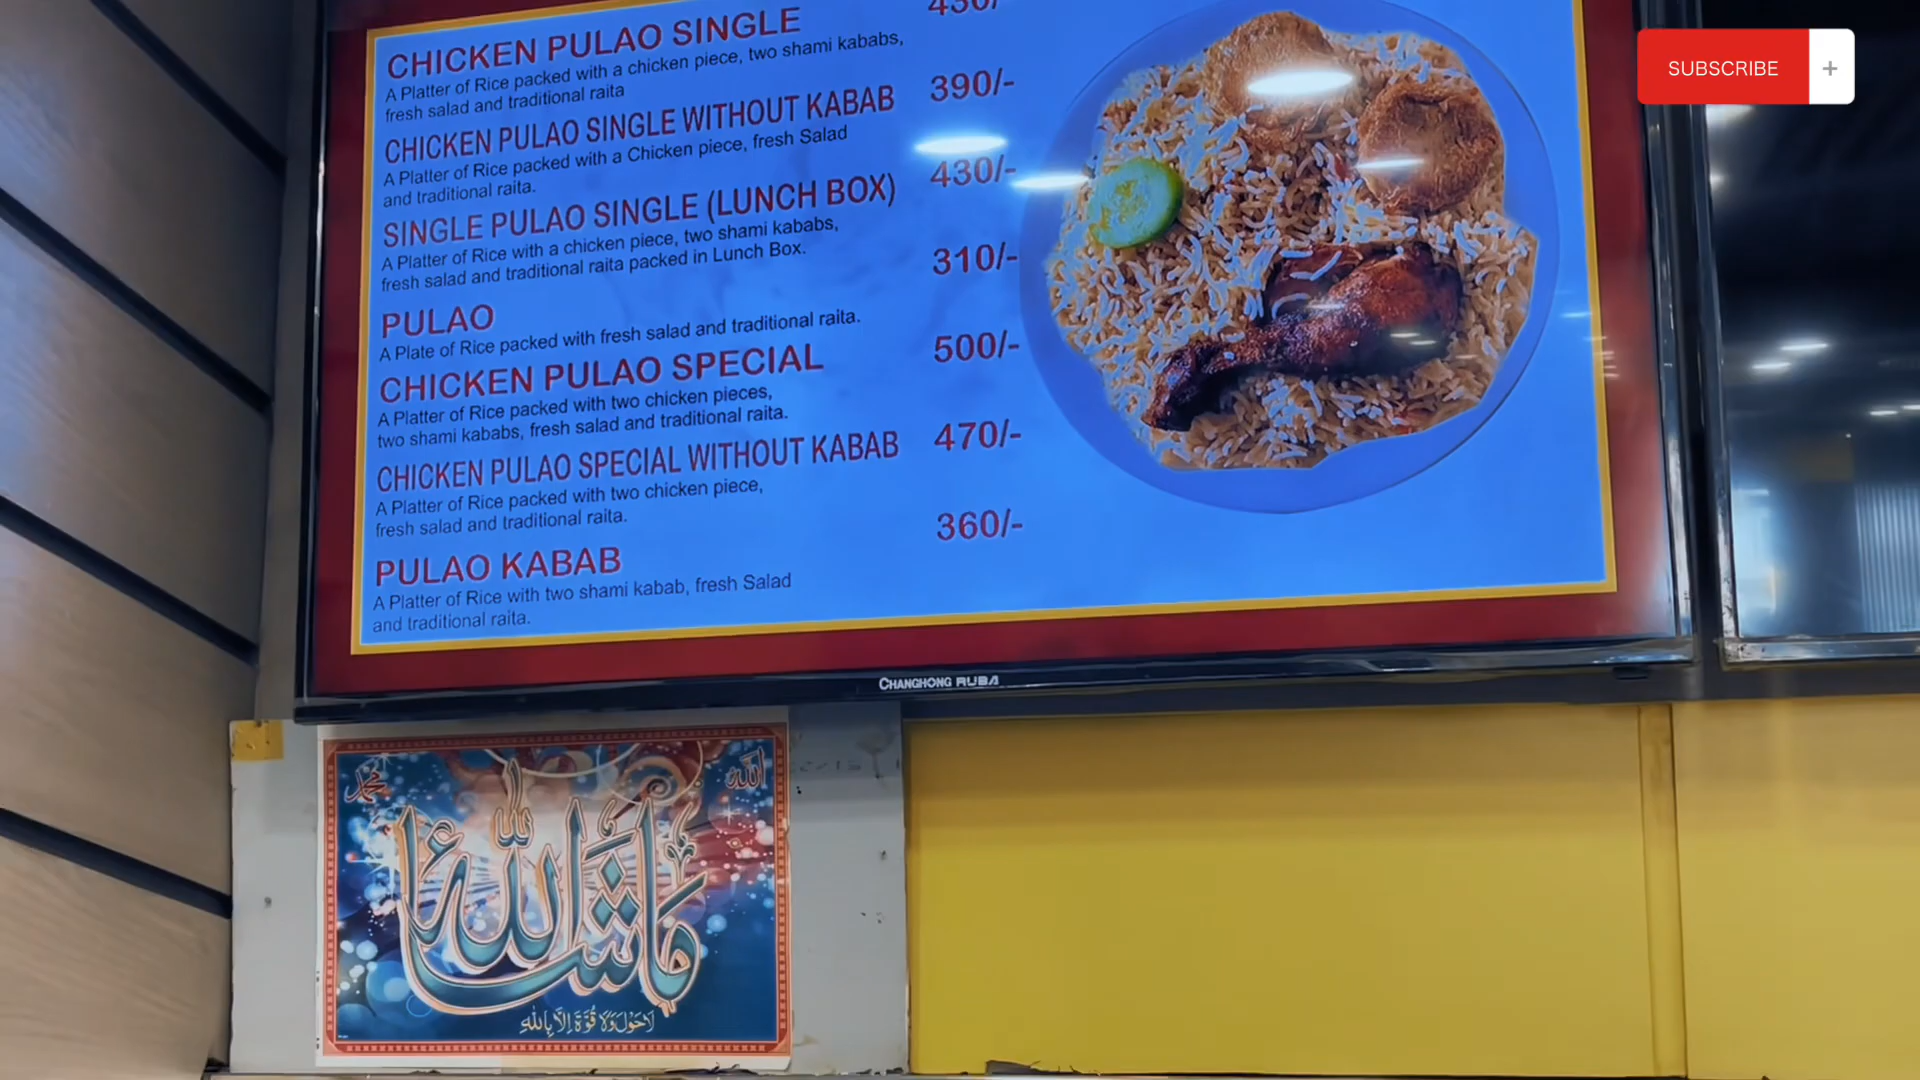 CHICKEN PULAO SINGLE 430/-
A Platter of Rice packed with a chicken piece, two shami kababs,
fresh salad and traditional raita
CHICKEN PULAO SINGLE WITHOUT KABAB 390/-
A Platter of Rice packed with a Chicken piece, fresh Salad
and traditional raita.
SINGLE PULAO SINGLE (LUNCH BOX) 430/-
A Platter of Rice with a chicken piece, two shami kababs,
fresh salad and traditional raita packed in Lunch Box.
PULAO 310/-
A Plate of Rice packed with fresh salad and traditional raita.
CHICKEN PULAO SPECIAL 500/-
A Platter of Rice packed with two chicken pieces,
two shami kababs, fresh salad and traditional raita.
CHICKEN PULAO SPECIAL WITHOUT KABAB 470/-
A Platter of Rice packed with two chicken piece,
fresh salad and traditional raita.
PULAO KABAB 360/-
A Platter of Rice with two shami kabab, fresh Salad
and traditional raita.
SUBSCRIBE +
CHANGHONG RUBA
الله
محمد
ماشاء الله
لَاحَوْلَ وَلَا قُوَّةَ اِلَّا بِاللهِ